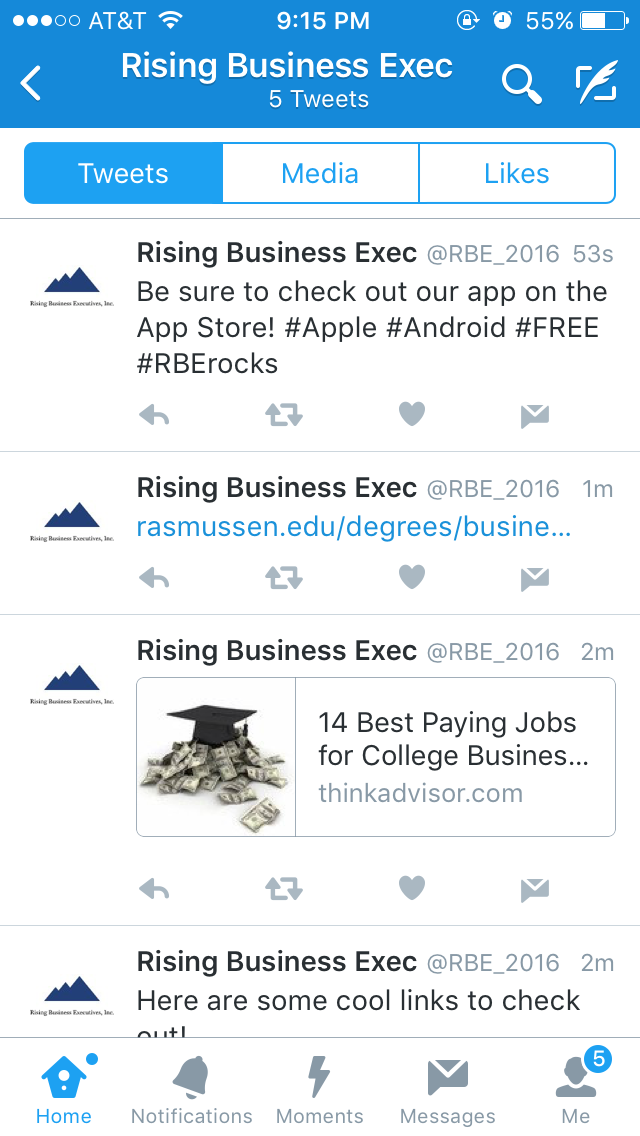 AT&T 9:15 PM 55%
Rising Business Exec
5 Tweets
Tweets Media Likes
Rising Business Exec @RBE_2016 53s
Be sure to check out our app on the
App Store! #Apple #Android #FREE
#RBErocks
Rising Business Executives, Inc.
Rising Business Exec @RBE_2016 1m
rasmussen.edu/degrees/busine...
Rising Business Executives, Inc.
Rising Business Exec @RBE_2016 2m
Rising Business Executives, Inc.
14 Best Paying Jobs
for College Busines...
thinkadvisor.com
Rising Business Exec @RBE_2016 2m
Here are some cool links to check
out!
Rising Business Executives, Inc.
5
Home Notifications Moments Messages Me